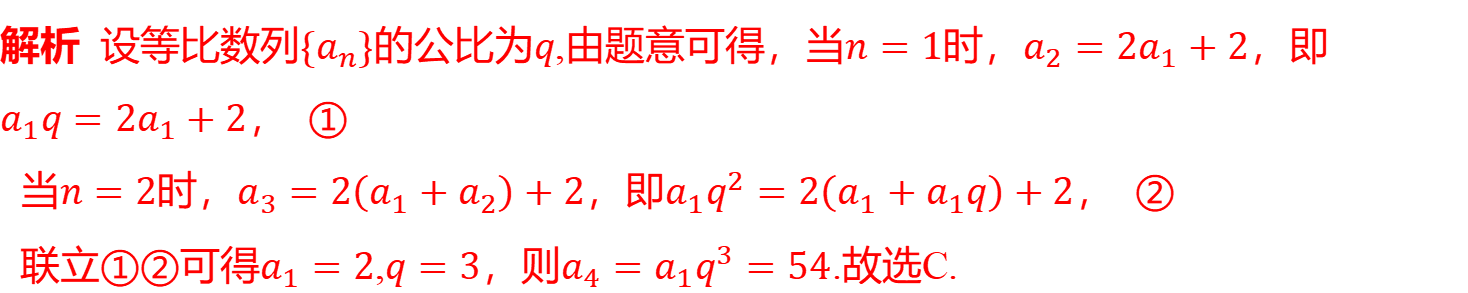 解析 设等比数列{aₙ}的公比为q,由题意可得，当n = 1时，a₂ = 2a₁ + 2，即
a₁q = 2a₁ + 2， ①
当n = 2时，a₃ = 2(a₁ + a₂) + 2，即a₁q² = 2(a₁ + a₁q) + 2， ②
联立①②可得a₁ = 2,q = 3，则a₄ = a₁q³ = 54.故选C.